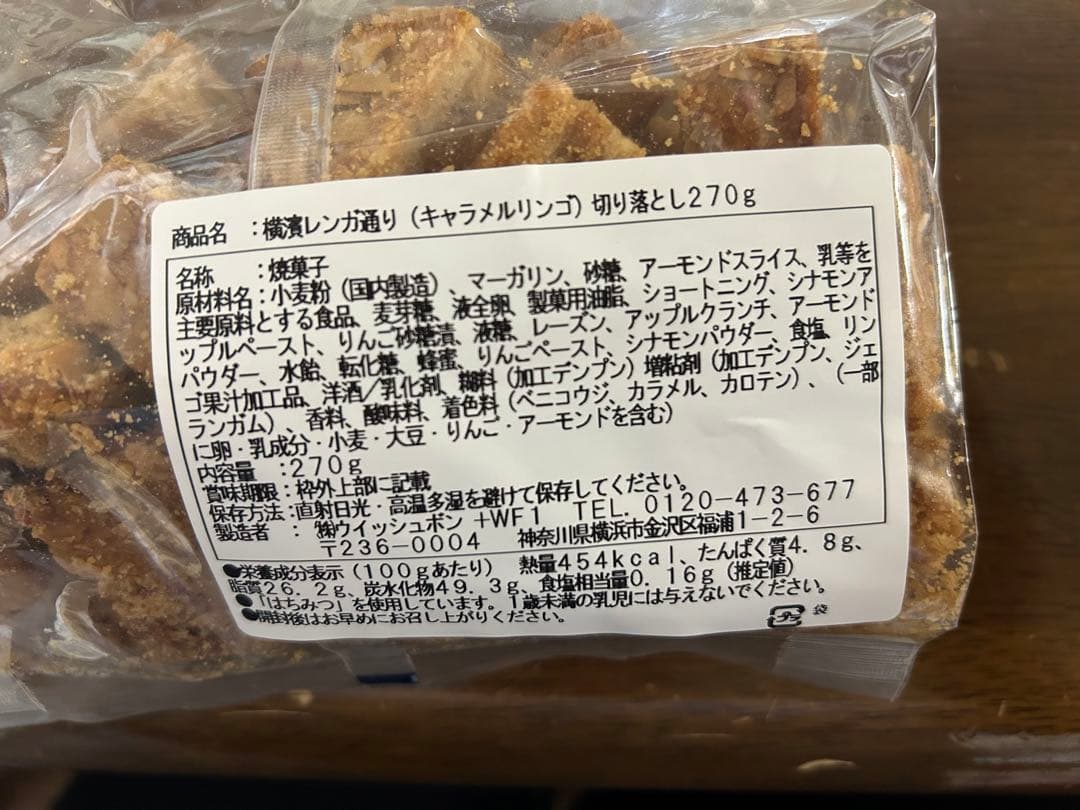 商品名 :横濱レンガ通り(キャラメルリンゴ)切り落とし270g
名称 :焼菓子
原材料名:小麦粉(国内製造)、マーガリン、砂糖、アーモンドスライス、乳等を
主要原料とする食品、麦芽糖、液全卵、製菓用油脂、ショートニング、シナモンア
ップルペースト、りんご砂糖漬、液糖、レーズン、アップルクランチ、アーモンド
パウダー、水飴、転化糖、蜂蜜、りんごペースト、シナモンパウダー、食塩、リン
ゴ果汁加工品、洋酒/乳化剤、糊料(加工デンプン)増粘剤(加工デンプン、ジェ
ランガム)、香料、酸味料、着色料(ベニコウジ、カラメル、カロテン)、(一部
に卵・乳成分・小麦・大豆・りんご・アーモンドを含む)
内容量 :270g
賞味期限:枠外上部に記載
保存方法:直射日光・高温多湿を避けて保存してください。
製造者 :㈱ウイッシュボン +WF1 TEL.0120-473-677
〒236-0004 神奈川県横浜市金沢区福浦1-2-6
●栄養成分表示(100gあたり) 熱量454kcal、たんぱく質4.8g、
脂質26.2g、炭水化物49.3g、食塩相当量0.16g(推定値)
●「はちみつ」を使用しています。1歳未満の乳児には与えないでください。
●開封後はお早めにお召し上がりください。
プラ 袋